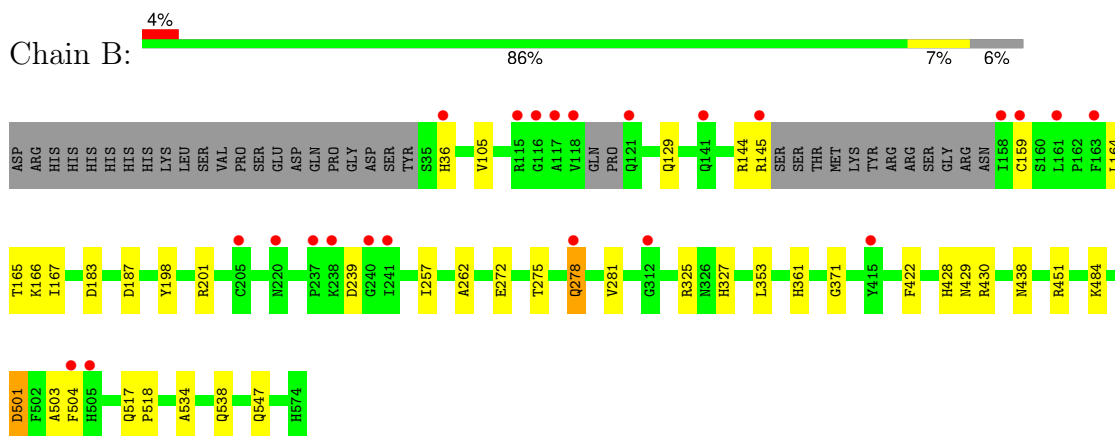 4%
Chain B:
86% 7% 6%
ASP ARG HIS HIS HIS HIS HIS HIS LYS LEU SER VAL PRO SER GLU ASP GLN PRO GLY ASP SER TYR S35 H36 V105 R115 G116 A117 V118 GLN PRO Q121 Q129 Q141 R144 R145 SER SER THR MET LYS TYR ARG ARG SER GLY ARG ASN I158 C159 S160 L161 P162 F163 L164
T165 K166 I167 D183 D187 Y198 R201 C205 N220 P237 K238 D239 G240 I241 I257 A262 E272 T275 Q278 V281 G312 R325 N326 H327 L353 H361 G371 Y415 F422 H428 N429 R430 N438 R451 K484
D501 F502 A503 F504 H505 Q517 P518 A534 Q538 Q547 H574